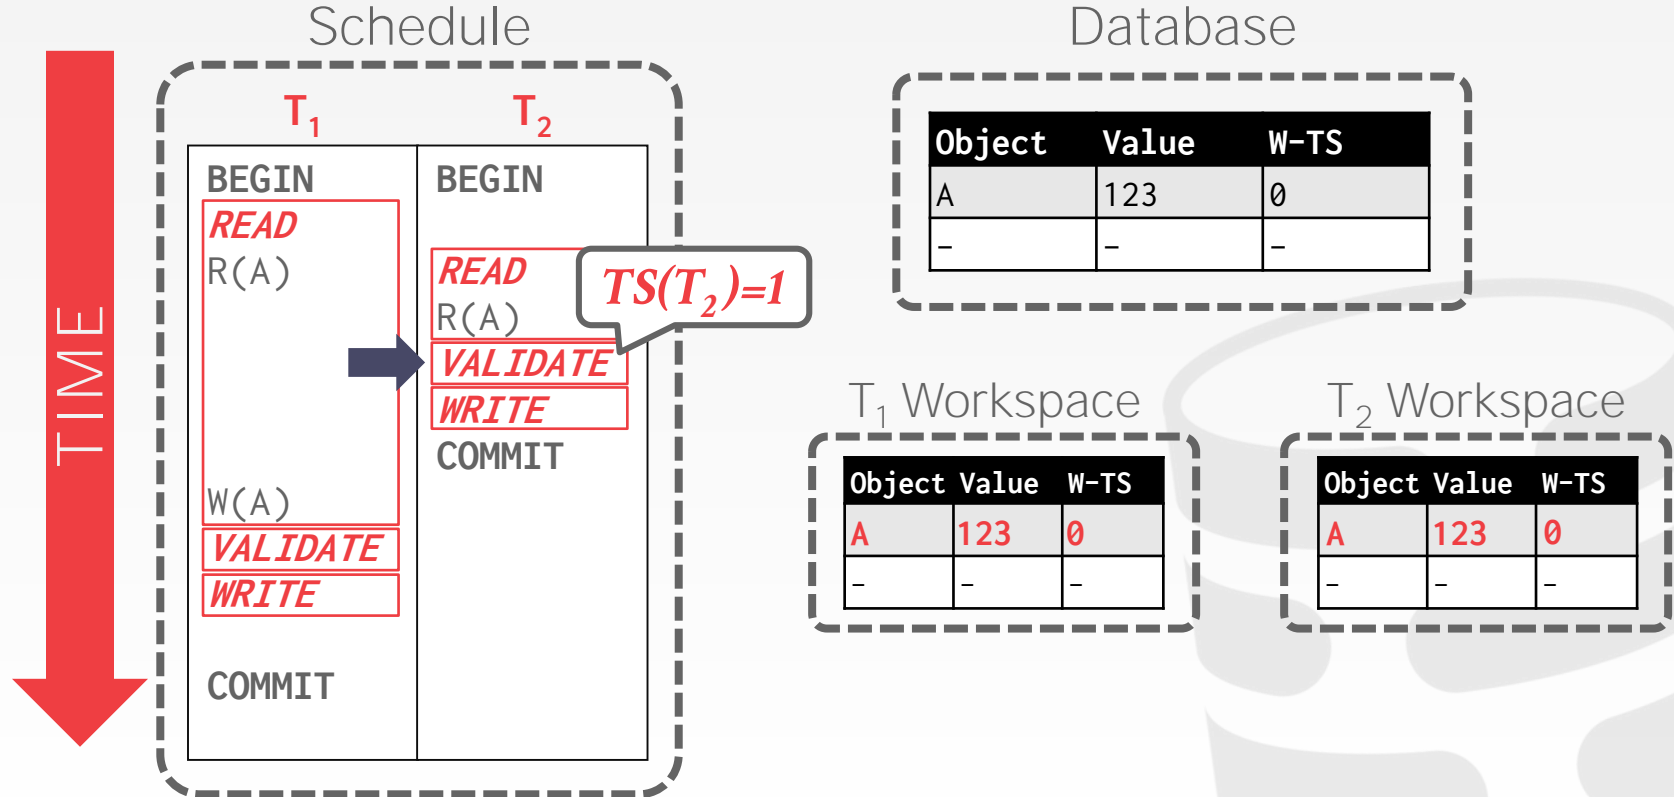 Schedule
Database
TIME
T1 T2
BEGIN
READ
R(A)
W(A)
VALIDATE
WRITE
COMMIT
BEGIN
READ
R(A)
VALIDATE
WRITE
COMMIT
TS(T2)=1
Object Value W-TS
A 123 0
- - -
T1 Workspace
Object Value W-TS
A 123 0
- - -
T2 Workspace
Object Value W-TS
A 123 0
- - -